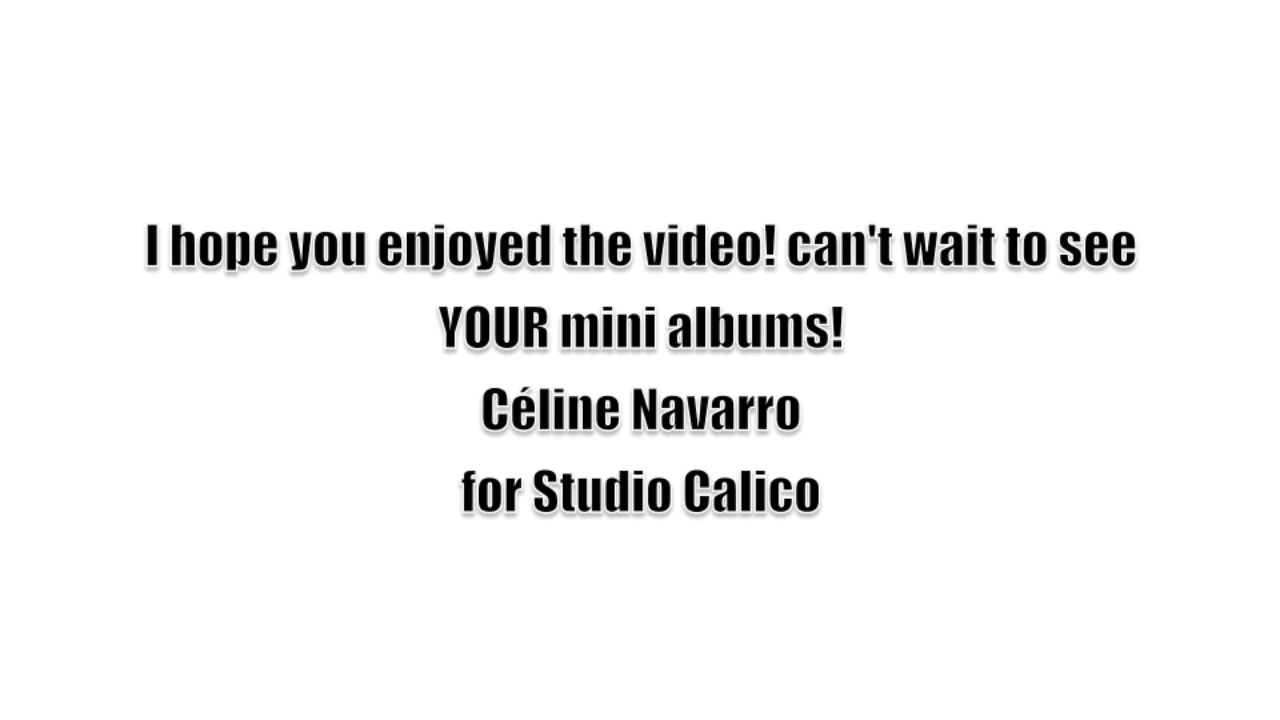 I hope you enjoyed the video! can't wait to see
YOUR mini albums!
Céline Navarro
for Studio Calico